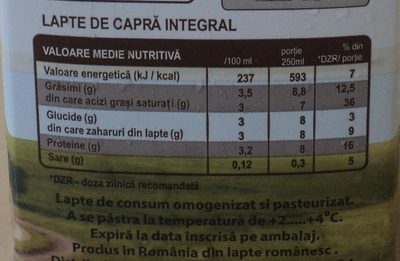 LAPTE DE CAPRĂ INTEGRAL
VALOARE MEDIE NUTRITIVĂ /100 ml porție 250ml % din *DZR/ porție
Valoare energetică (kJ / kcal) 237 593 7
Grăsimi (g) 3,5 8,8 12,5
din care acizi grași saturați (g) 3 7 36
Glucide (g) 3 8 3
din care zaharuri din lapte (g) 3 8 9
Proteine (g) 3,2 8 16
Sare (g) 0,12 0,3 5
*DZR- doza zilnică recomandată
Lapte de consum omogenizat si pasteurizat.
A se păstra la temperatura de +2.....+4°C.
Expiră la data înscrisă pe ambalaj.
Produs în România din lapte românesc.